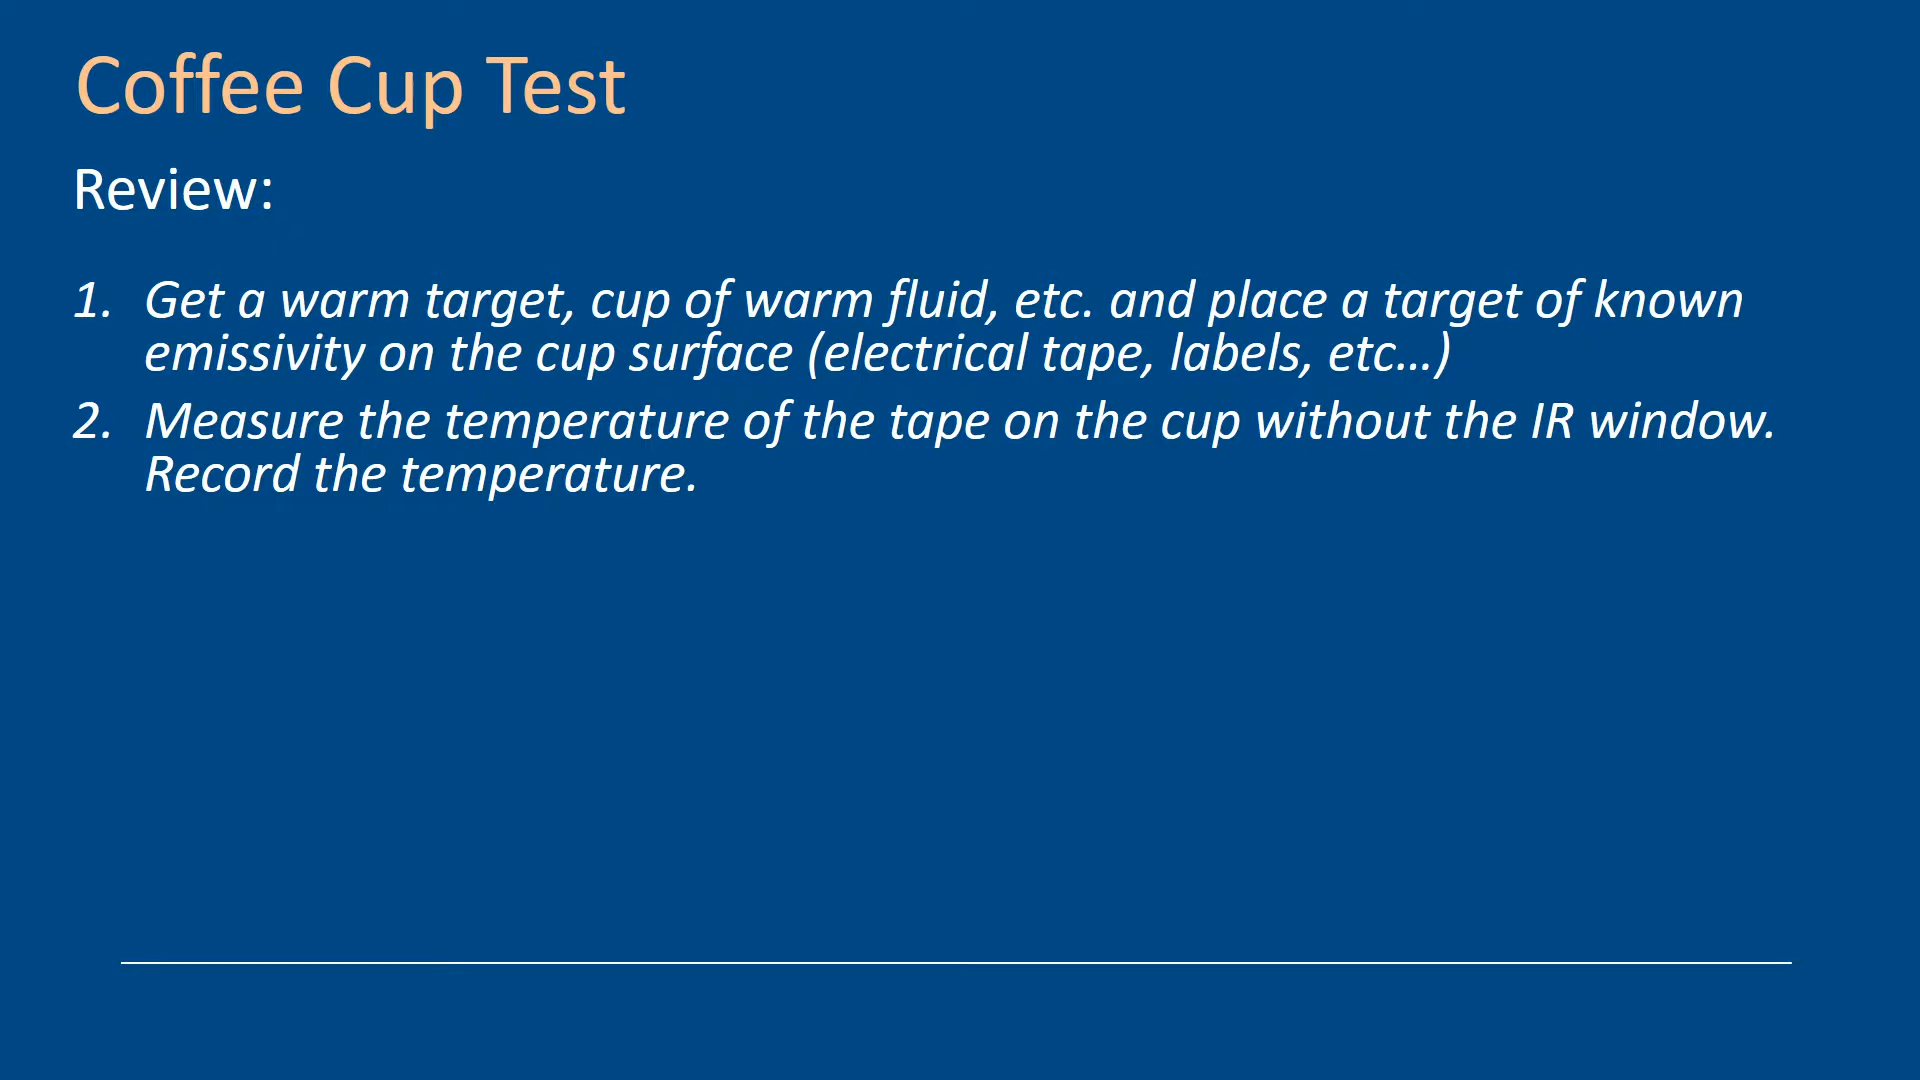 Coffee Cup Test
Review:
1. Get a warm target, cup of warm fluid, etc. and place a target of known
emissivity on the cup surface (electrical tape, labels, etc…)
2. Measure the temperature of the tape on the cup without the IR window.
Record the temperature.